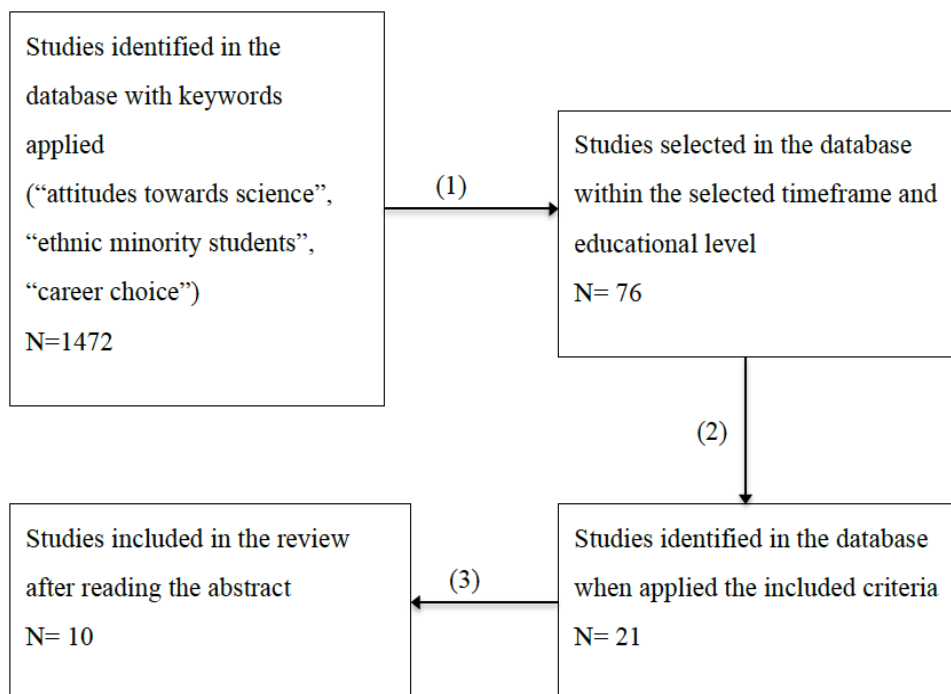 Studies identified in the
database with keywords
applied
(“attitudes towards science”,
“ethnic minority students”,
“career choice”)
N=1472
(1)
Studies selected in the database
within the selected timeframe and
educational level
N= 76
(2)
Studies identified in the database
when applied the included criteria
N= 21
(3)
Studies included in the review
after reading the abstract
N= 10